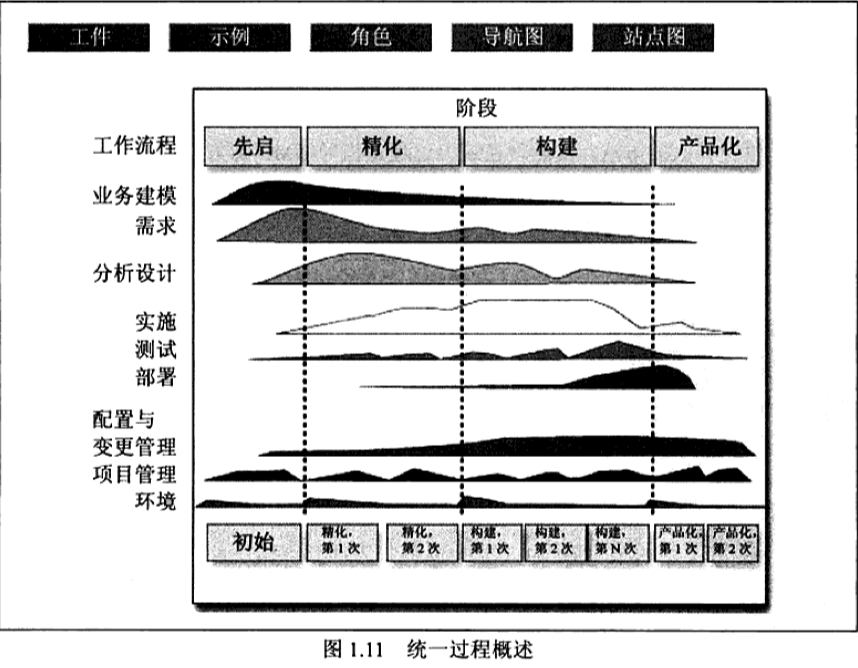 工件 示例 角色 导航图 站点图
阶段
工作流程 先启 精化 构建 产品化
业务建模
需求
分析设计
实施
测试
部署
配置与
变更管理
项目管理
环境
初始 精化, 精化, 构建, 构建, 构建, 产品化, 产品化,
第1次 第2次 第1次 第2次 第N次 第1次 第2次
图 1.11 统一过程概述